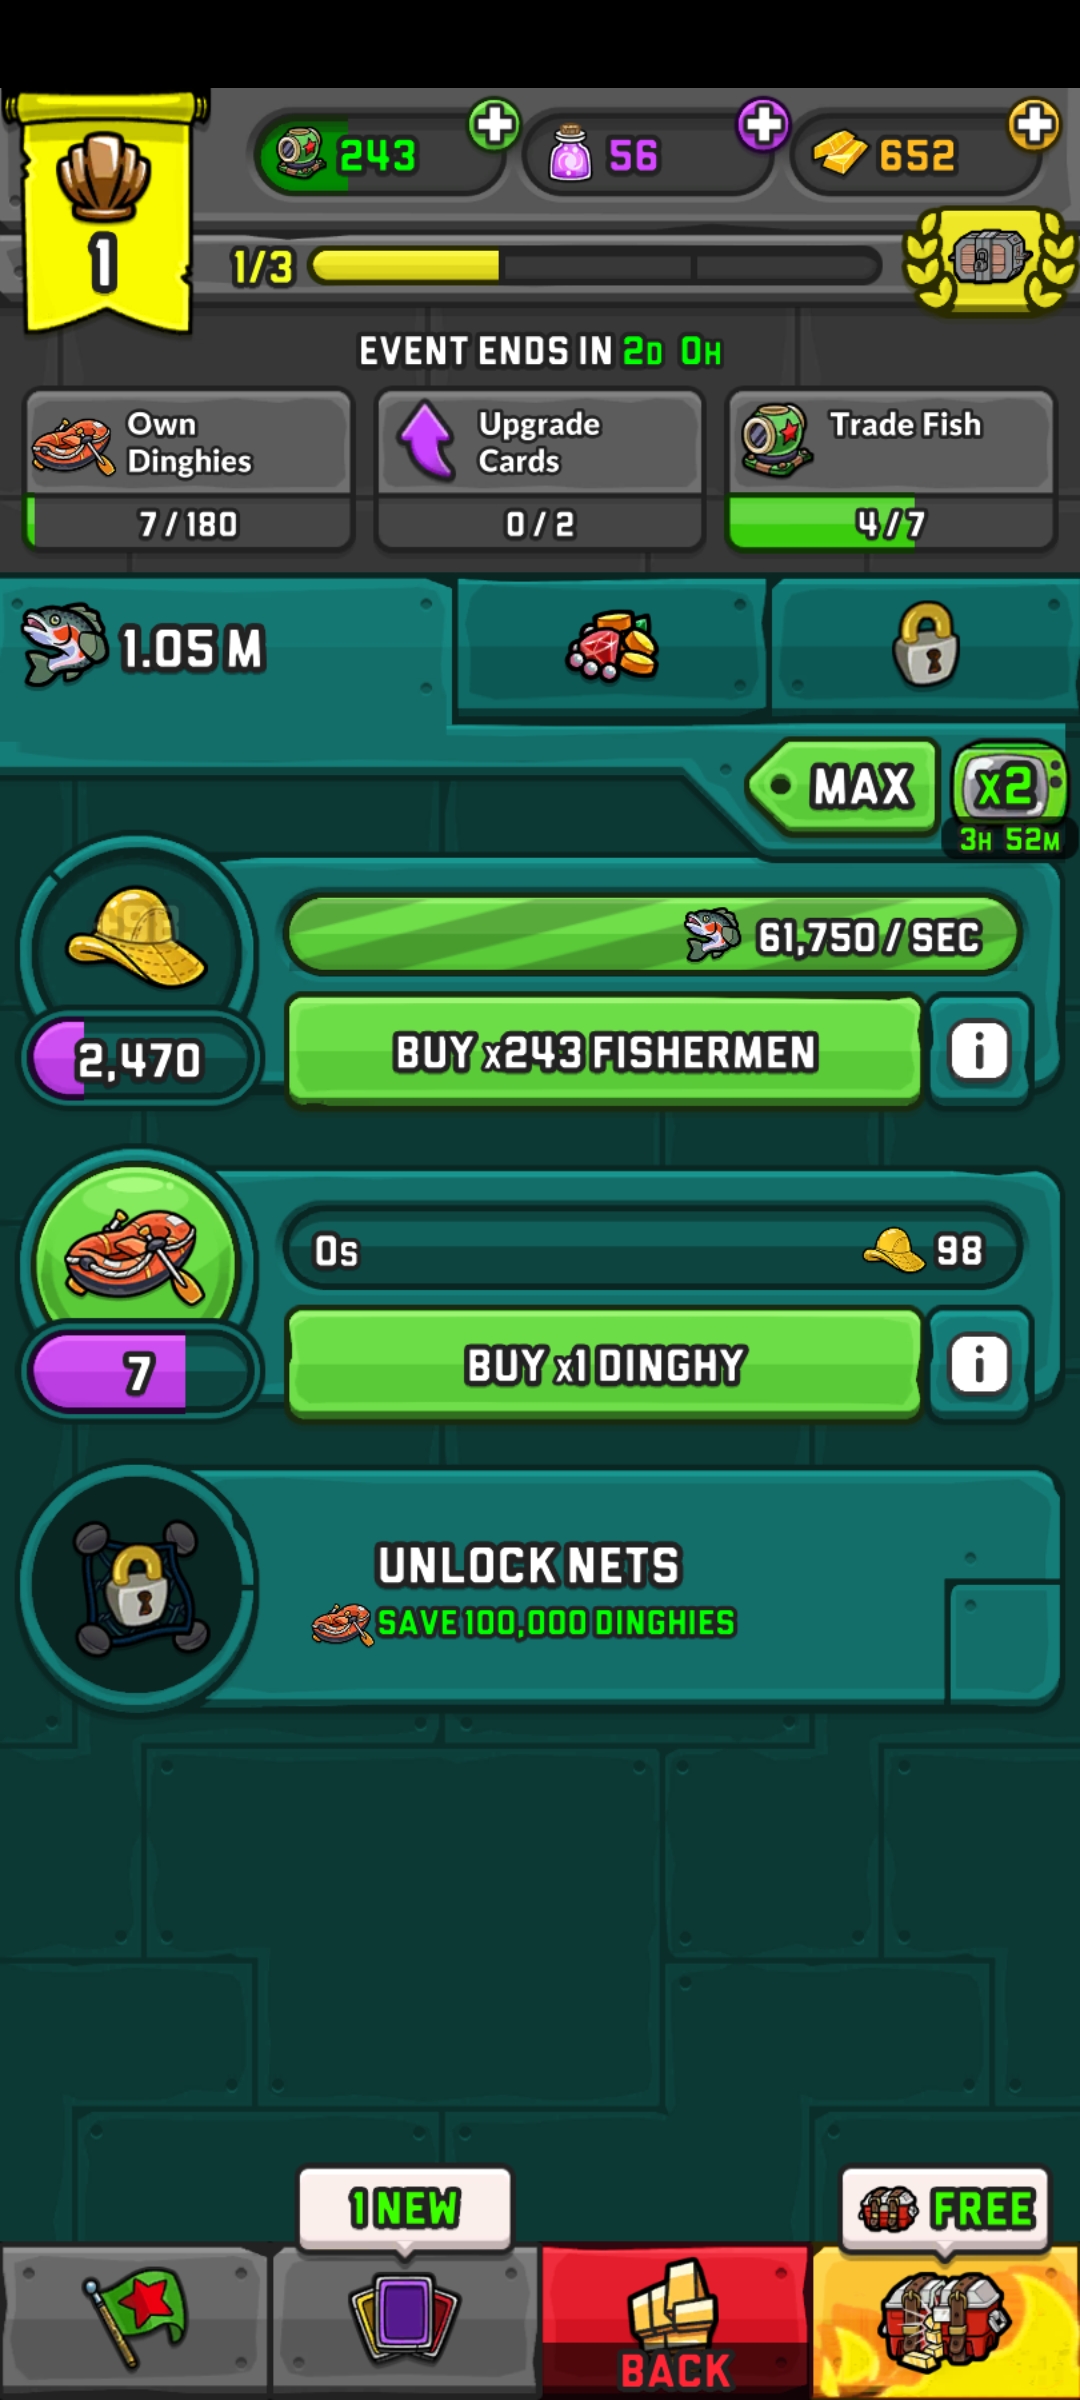 243
56
652
1
1/3
EVENT ENDS IN 2D 0H
Own
Dinghies
Upgrade
Cards
Trade Fish
7/180
0/2
4/7
1.05 M
MAX
x2
3H 52M
61,750 / SEC
2,470
BUY x243 FISHERMEN
i
0s
98
7
BUY x1 DINGHY
i
UNLOCK NETS
SAVE 100,000 DINGHIES
1 NEW
FREE
BACK